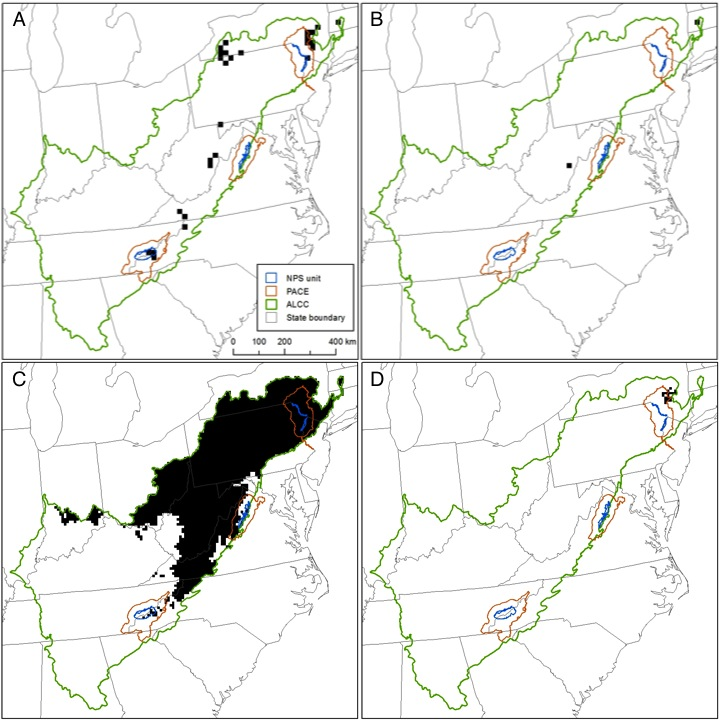 A
B
NPS unit
PACE
ALCC
State boundary
0 100 200 400 km
C
D